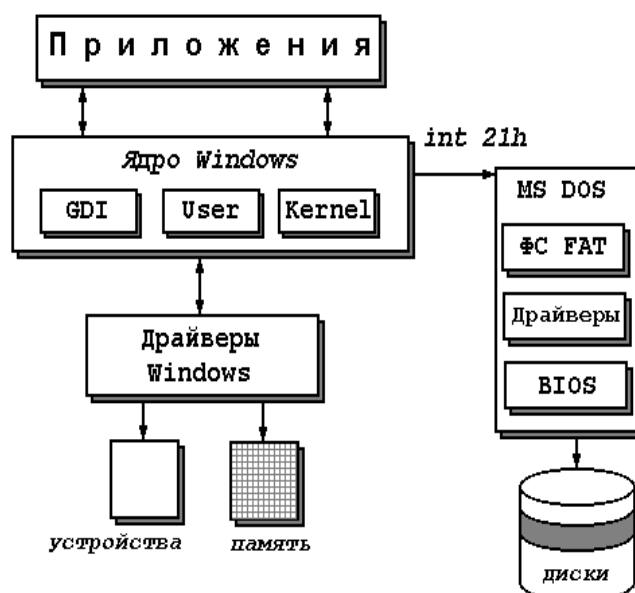 Приложения
Ядро Windows
int 21h
GDI
User
Kernel
MS DOS
ФС FAT
Драйверы
BIOS
Драйверы
Windows
устройства
память
диски